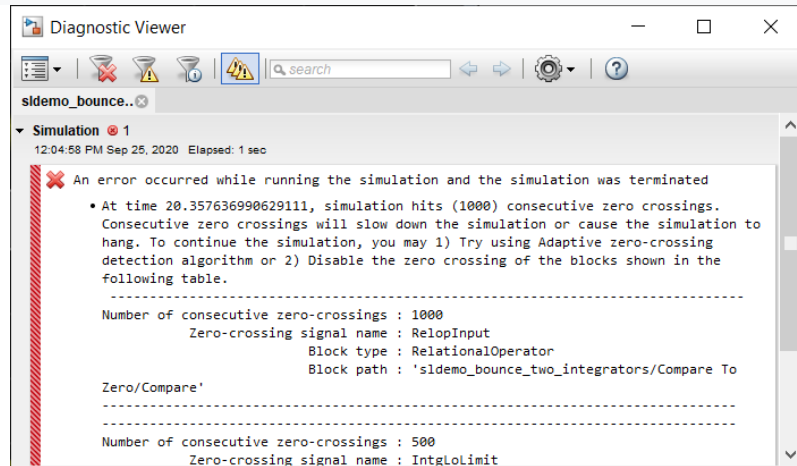 Diagnostic Viewer
search
sldemo_bounce..
Simulation 1
12:04:58 PM Sep 25, 2020 Elapsed: 1 sec
An error occurred while running the simulation and the simulation was terminated
• At time 20.357636990629111, simulation hits (1000) consecutive zero crossings.
Consecutive zero crossings will slow down the simulation or cause the simulation to
hang. To continue the simulation, you may 1) Try using Adaptive zero-crossing
detection algorithm or 2) Disable the zero crossing of the blocks shown in the
following table.
--------------------------------------------------------------------------------
Number of consecutive zero-crossings : 1000
Zero-crossing signal name : RelopInput
Block type : RelationalOperator
Block path : 'sldemo_bounce_two_integrators/Compare To
Zero/Compare'
--------------------------------------------------------------------------------
--------------------------------------------------------------------------------
Number of consecutive zero-crossings : 500
Zero-crossing signal name : IntgLoLimit